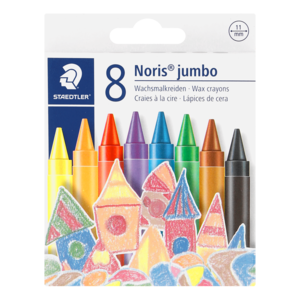 STAEDTLER
8
Noris® jumbo
Wachsmalkreiden · Wax crayons
Craies à la cire · Lápices de cera
11
mm